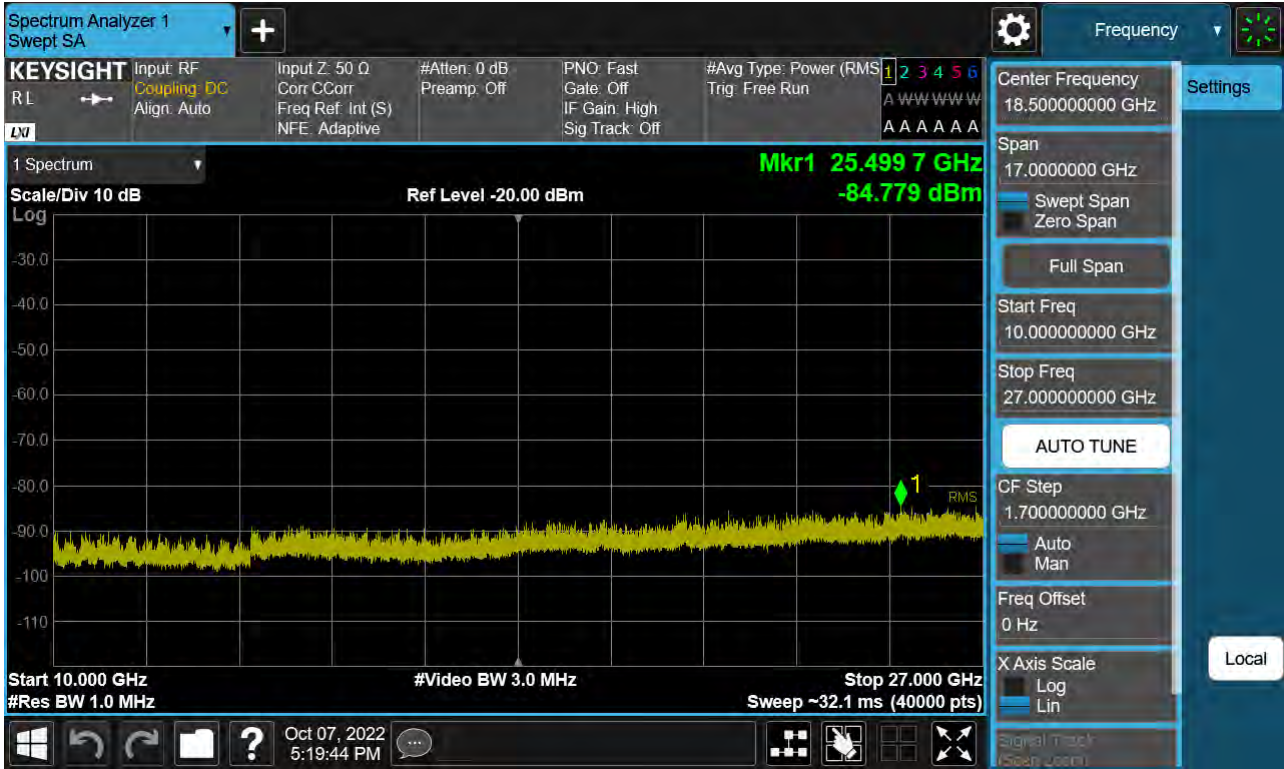 Spectrum Analyzer 1
Swept SA
+
Frequency
KEYSIGHT
R L
LXI
Input: RF
Coupling: DC
Align: Auto
Input Z: 50 Ω
Corr CCorr
Freq Ref: Int (S)
NFE: Adaptive
#Atten: 0 dB
Preamp: Off
PNO: Fast
Gate: Off
IF Gain: High
Sig Track: Off
#Avg Type: Power (RMS
Trig: Free Run
1 2 3 4 5 6
A W W W W W
A A A A A A
1 Spectrum
Scale/Div 10 dB
Ref Level -20.00 dBm
Mkr1 25.499 7 GHz
-84.779 dBm
Log
-30.0
-40.0
-50.0
-60.0
-70.0
-80.0
-90.0
-100
-110
1
RMS
Start 10.000 GHz
#Video BW 3.0 MHz
Stop 27.000 GHz
#Res BW 1.0 MHz
Sweep ~32.1 ms (40000 pts)
?
Oct 07, 2022
5:19:44 PM
Center Frequency
18.500000000 GHz
Settings
Span
17.0000000 GHz
Swept Span
Zero Span
Full Span
Start Freq
10.000000000 GHz
Stop Freq
27.000000000 GHz
AUTO TUNE
CF Step
1.700000000 GHz
Auto
Man
Freq Offset
0 Hz
X Axis Scale
Log
Lin
Local
Signal Track
(Span Zoom)